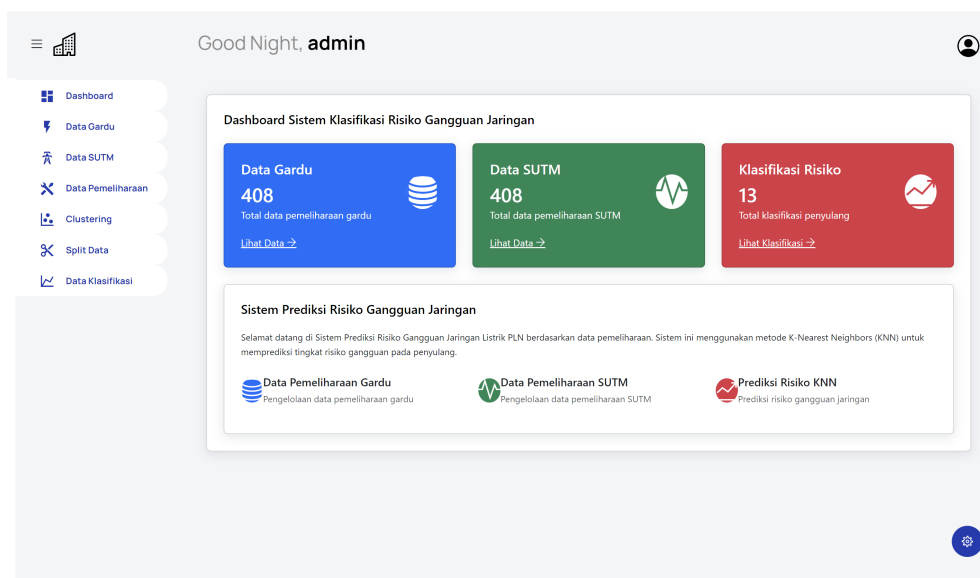 Good Night, admin
Dashboard
Data Gardu
Data SUTM
Data Pemeliharaan
Clustering
Split Data
Data Klasifikasi
Dashboard Sistem Klasifikasi Risiko Gangguan Jaringan
Data Gardu
408
Total data pemeliharaan gardu
Lihat Data →
Data SUTM
408
Total data pemeliharaan SUTM
Lihat Data →
Klasifikasi Risiko
13
Total klasifikasi penyulang
Lihat Klasifikasi →
Sistem Prediksi Risiko Gangguan Jaringan
Selamat datang di Sistem Prediksi Risiko Gangguan Jaringan Listrik PLN berdasarkan data pemeliharaan. Sistem ini menggunakan metode K-Nearest Neighbors (KNN) untuk
memprediksi tingkat risiko gangguan pada penyulang.
Data Pemeliharaan Gardu
Pengelolaan data pemeliharaan gardu
Data Pemeliharaan SUTM
Pengelolaan data pemeliharaan SUTM
Prediksi Risiko KNN
Prediksi risiko gangguan jaringan